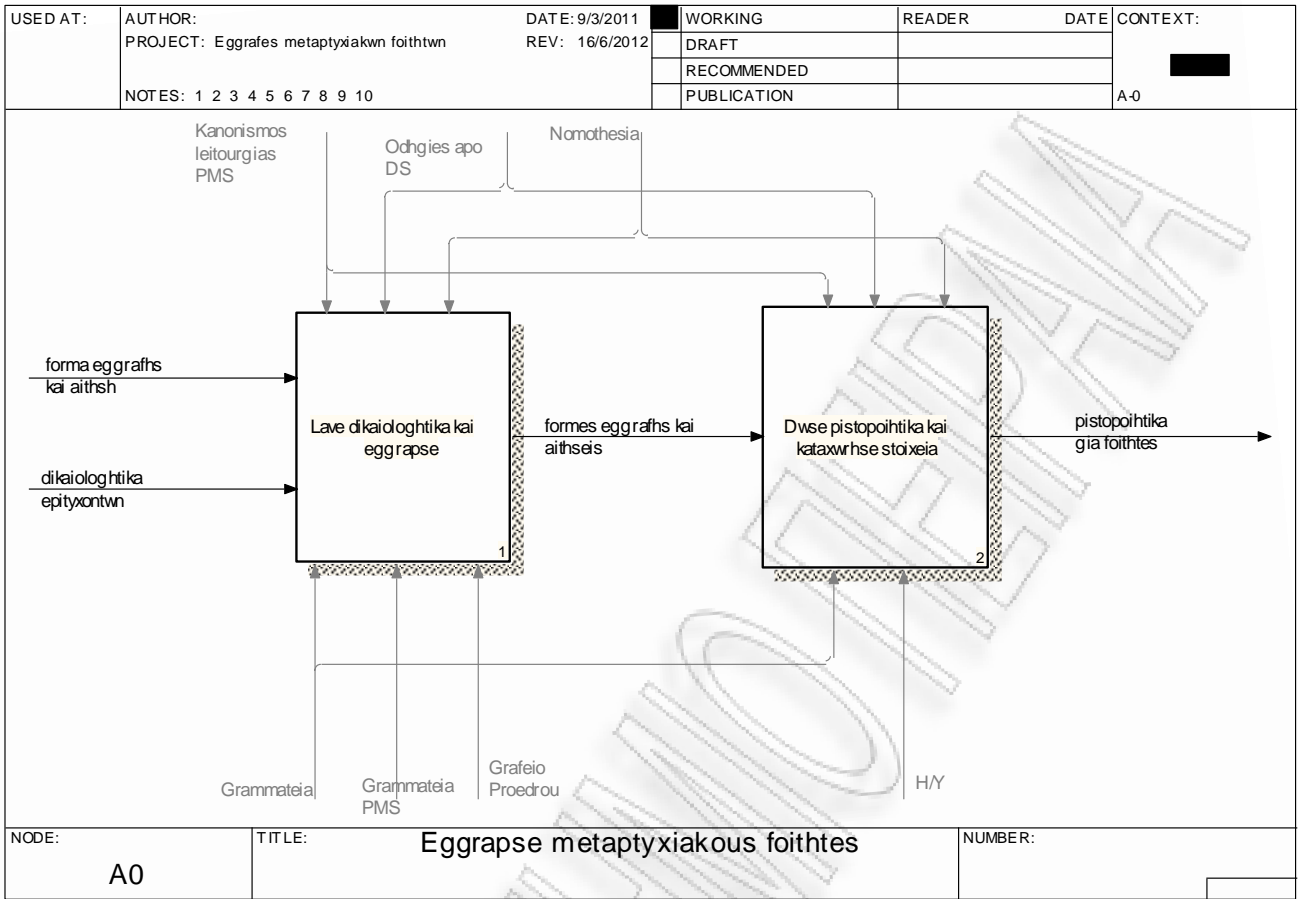 USED AT:
AUTHOR:
DATE: 9/3/2011
PROJECT: Eggrafes metaptyxiakwn foithtwn
REV: 16/6/2012
NOTES: 1 2 3 4 5 6 7 8 9 10
WORKING
DRAFT
RECOMMENDED
PUBLICATION
READER
DATE
CONTEXT:
A-0
Kanonismos
leitourgias
PMS
Odhgies apo
DS
Nomothesia
forma eggrafhs
kai aithsh
dikaiologhtika
epityxontwn
Lave dikaiologhtika kai
eggrapse
1
formes eggrafhs kai
aithseis
Dwse pistopoihtika kai
kataxwrhse stoixeia
2
pistopoihtika
gia foithtes
Grammateia
Grammateia
PMS
Grafeio
Proedrou
H/Y
NODE:
A0
TITLE:
Eggrapse metaptyxiakous foithtes
NUMBER: